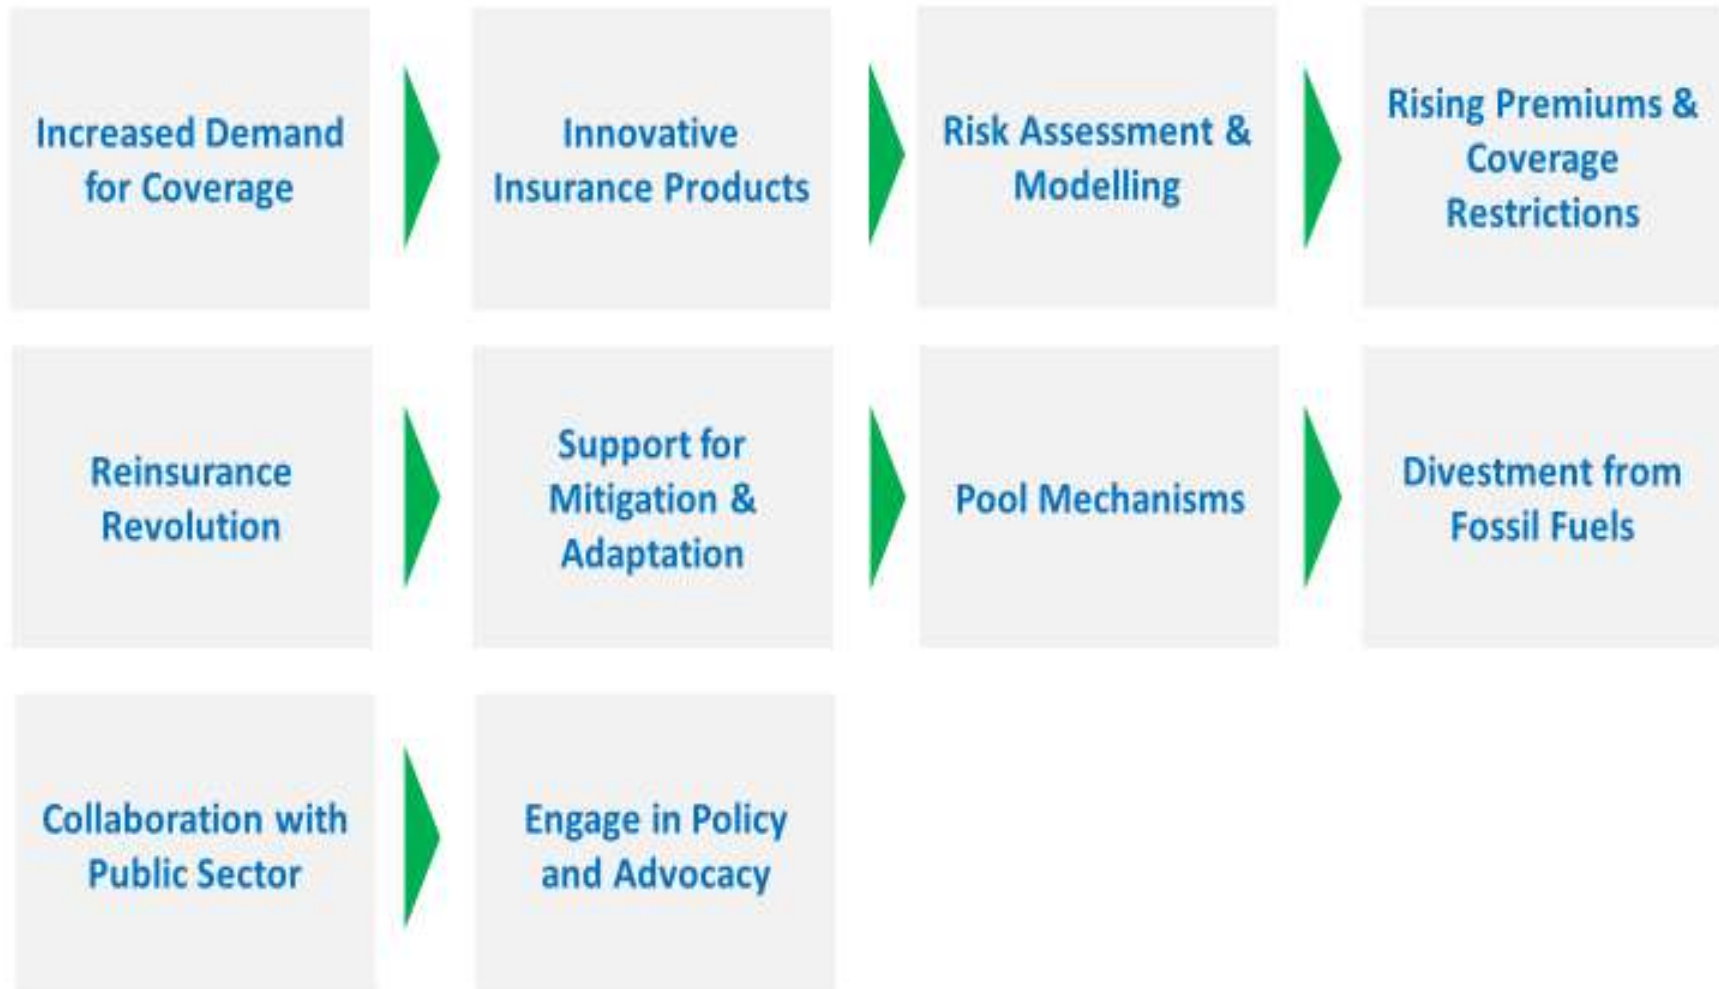 Increased Demand
for Coverage
Innovative
Insurance Products
Risk Assessment &
Modelling
Rising Premiums &
Coverage
Restrictions
Reinsurance
Revolution
Support for
Mitigation &
Adaptation
Pool Mechanisms
Divestment from
Fossil Fuels
Collaboration with
Public Sector
Engage in Policy
and Advocacy